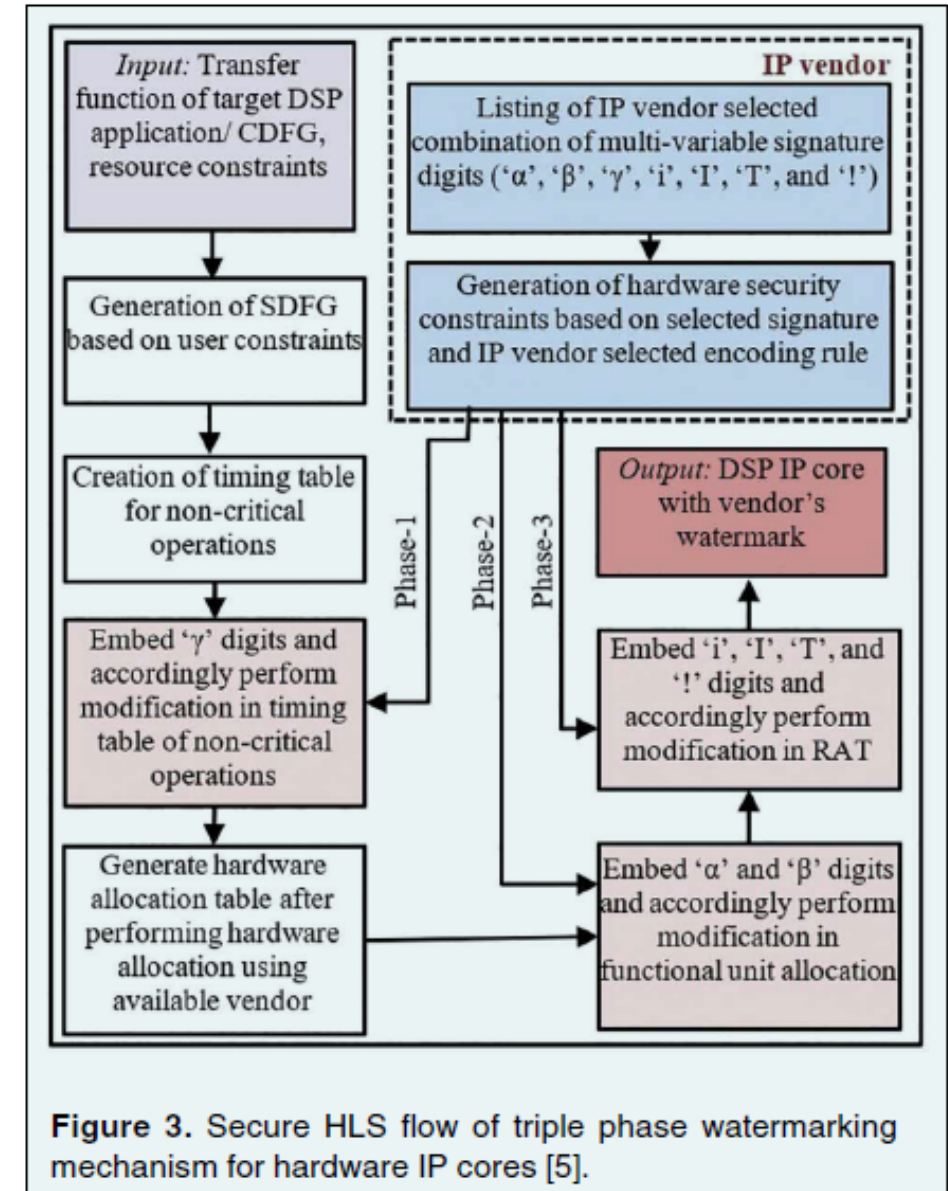 Input: Transfer
function of target DSP
application/ CDFG,
resource constraints
Generation of SDFG
based on user constraints
Creation of timing table
for non-critical
operations
Embed ‘γ’ digits and
accordingly perform
modification in timing
table of non-critical
operations
Generate hardware
allocation table after
performing hardware
allocation using
available vendor
IP vendor
Listing of IP vendor selected
combination of multi-variable signature
digits (‘α’, ‘β’, ‘γ’, ‘i’, ‘I’, ‘T’, and ‘!’)
Generation of hardware security
constraints based on selected signature
and IP vendor selected encoding rule
Phase-1
Phase-2
Phase-3
Output: DSP IP core
with vendor’s
watermark
Embed ‘i’, ‘I’, ‘T’, and
‘!’ digits and
accordingly perform
modification in RAT
Embed ‘α’ and ‘β’ digits
and accordingly perform
modification in
functional unit allocation
Figure 3. Secure HLS flow of triple phase watermarking
mechanism for hardware IP cores [5].